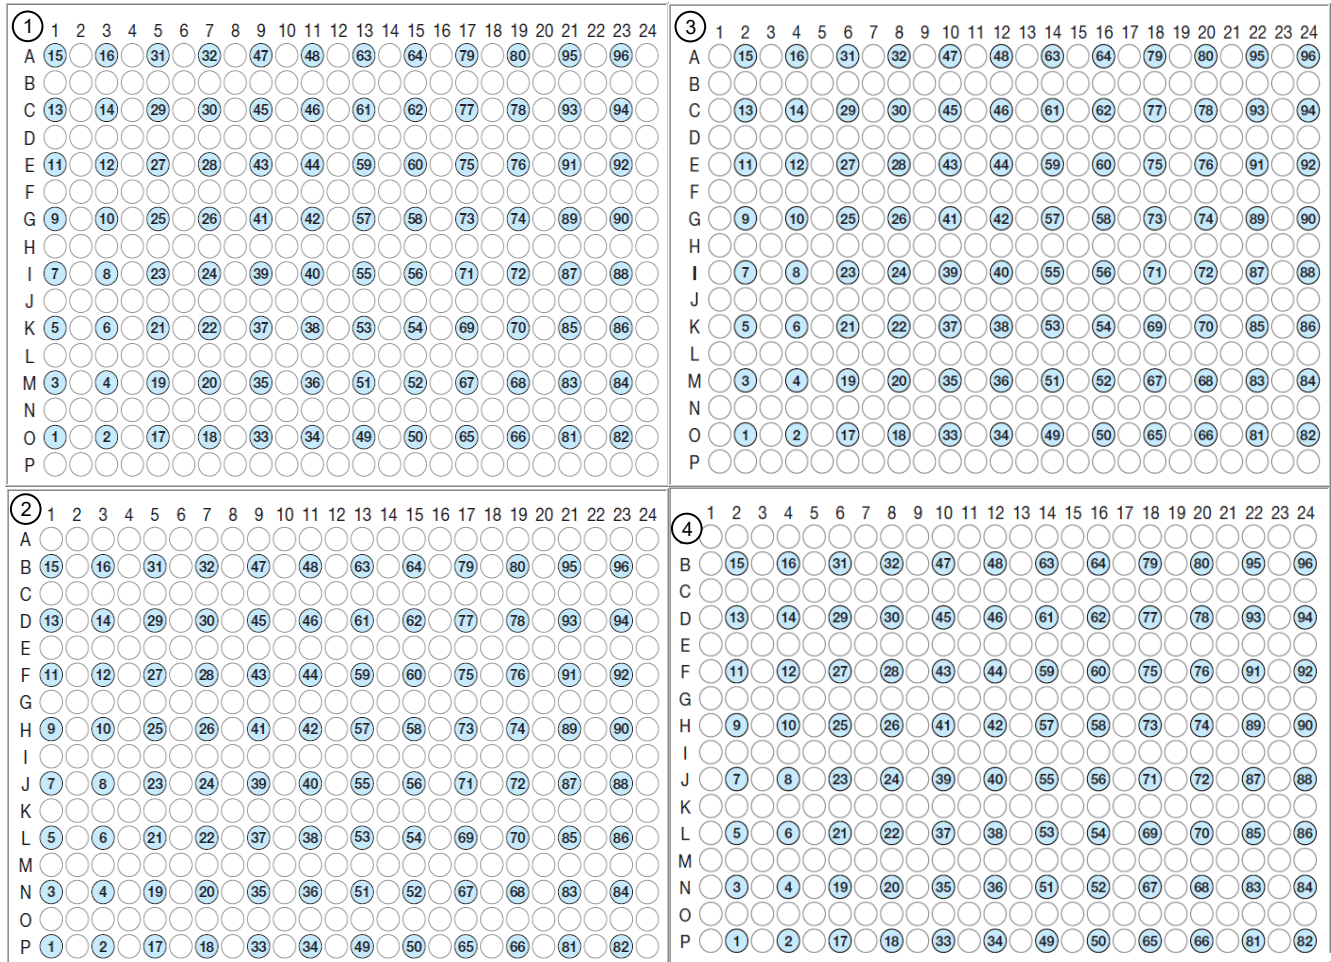 1
1 2 3 4 5 6 7 8 9 10 11 12 13 14 15 16 17 18 19 20 21 22 23 24
A 15 16 31 32 47 48 63 64 79 80 95 96
B
C 13 14 29 30 45 46 61 62 77 78 93 94
D
E 11 12 27 28 43 44 59 60 75 76 91 92
F
G 9 10 25 26 41 42 57 58 73 74 89 90
H
I 7 8 23 24 39 40 55 56 71 72 87 88
J
K 5 6 21 22 37 38 53 54 69 70 85 86
L
M 3 4 19 20 35 36 51 52 67 68 83 84
N
O 1 2 17 18 33 34 49 50 65 66 81 82
P
3
1 2 3 4 5 6 7 8 9 10 11 12 13 14 15 16 17 18 19 20 21 22 23 24
A 15 16 31 32 47 48 63 64 79 80 95 96
B
C 13 14 29 30 45 46 61 62 77 78 93 94
D
E 11 12 27 28 43 44 59 60 75 76 91 92
F
G 9 10 25 26 41 42 57 58 73 74 89 90
H
I 7 8 23 24 39 40 55 56 71 72 87 88
J
K 5 6 21 22 37 38 53 54 69 70 85 86
L
M 3 4 19 20 35 36 51 52 67 68 83 84
N
O 1 2 17 18 33 34 49 50 65 66 81 82
P
2
1 2 3 4 5 6 7 8 9 10 11 12 13 14 15 16 17 18 19 20 21 22 23 24
A
B 15 16 31 32 47 48 63 64 79 80 95 96
C
D 13 14 29 30 45 46 61 62 77 78 93 94
E
F 11 12 27 28 43 44 59 60 75 76 91 92
G
H 9 10 25 26 41 42 57 58 73 74 89 90
I
J 7 8 23 24 39 40 55 56 71 72 87 88
K
L 5 6 21 22 37 38 53 54 69 70 85 86
M
N 3 4 19 20 35 36 51 52 67 68 83 84
O
P 1 2 17 18 33 34 49 50 65 66 81 82
4
1 2 3 4 5 6 7 8 9 10 11 12 13 14 15 16 17 18 19 20 21 22 23 24
B 15 16 31 32 47 48 63 64 79 80 95 96
C
D 13 14 29 30 45 46 61 62 77 78 93 94
E
F 11 12 27 28 43 44 59 60 75 76 91 92
G
H 9 10 25 26 41 42 57 58 73 74 89 90
I
J 7 8 23 24 39 40 55 56 71 72 87 88
K
L 5 6 21 22 37 38 53 54 69 70 85 86
M
N 3 4 19 20 35 36 51 52 67 68 83 84
O
P 1 2 17 18 33 34 49 50 65 66 81 82